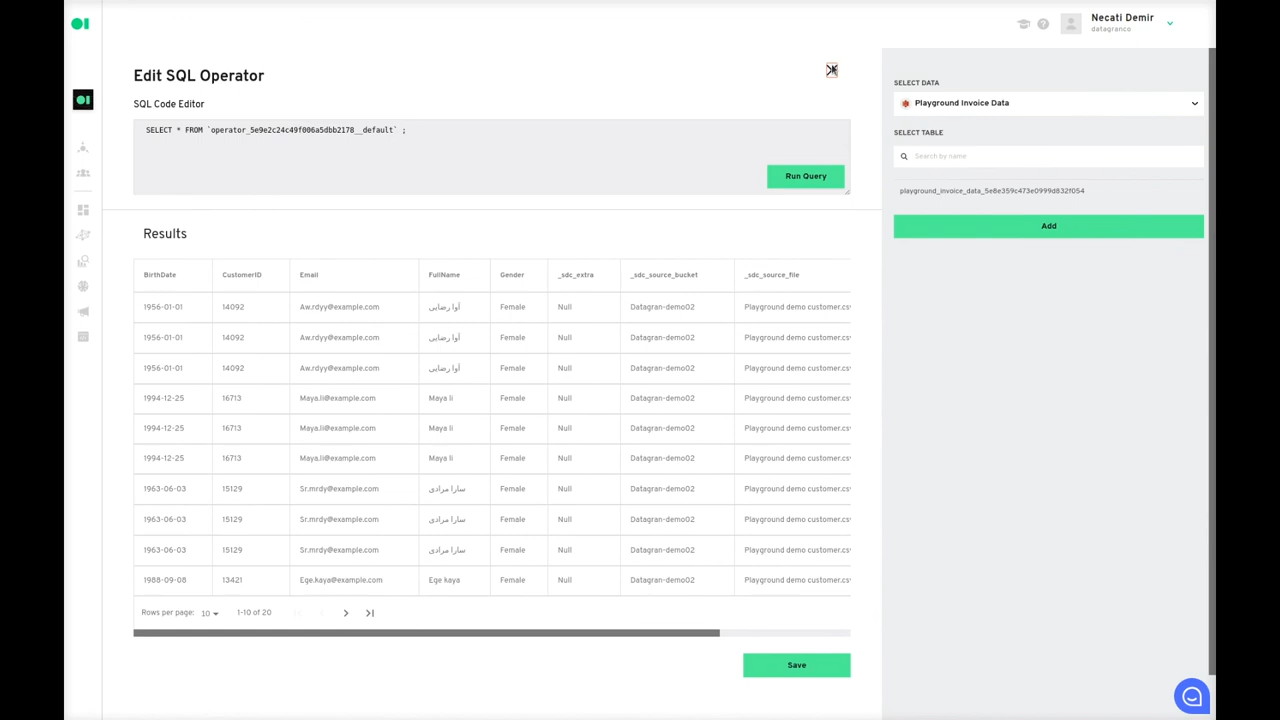 Necati Demir
datagranco
Edit SQL Operator
SQL Code Editor
SELECT * FROM `operator_5e9e2c24c49f006a5dbb2178__default` ;
Run Query
Results
BirthDate CustomerID Email FullName Gender _sdc_extra _sdc_source_bucket _sdc_source_file
1956-01-01 14092 Aw.rdyy@example.com آوا رضایی Female Null Datagran-demo02 Playground demo customer.csv
1956-01-01 14092 Aw.rdyy@example.com آوا رضایی Female Null Datagran-demo02 Playground demo customer.csv
1956-01-01 14092 Aw.rdyy@example.com آوا رضایی Female Null Datagran-demo02 Playground demo customer.csv
1994-12-25 16713 Maya.li@example.com Maya li Female Null Datagran-demo02 Playground demo customer.csv
1994-12-25 16713 Maya.li@example.com Maya li Female Null Datagran-demo02 Playground demo customer.csv
1994-12-25 16713 Maya.li@example.com Maya li Female Null Datagran-demo02 Playground demo customer.csv
1963-06-03 15129 Sr.mrdy@example.com سارا مرادی Female Null Datagran-demo02 Playground demo customer.csv
1963-06-03 15129 Sr.mrdy@example.com سارا مرادی Female Null Datagran-demo02 Playground demo customer.csv
1963-06-03 15129 Sr.mrdy@example.com سارا مرادی Female Null Datagran-demo02 Playground demo customer.csv
1988-09-08 13421 Ege.kaya@example.com Ege kaya Female Null Datagran-demo02 Playground demo customer.csv
Rows per page: 10 1-10 of 20
Save
SELECT DATA
Playground Invoice Data
SELECT TABLE
Search by name
playground_invoice_data_5e8e359c473e0999d832f054
Add